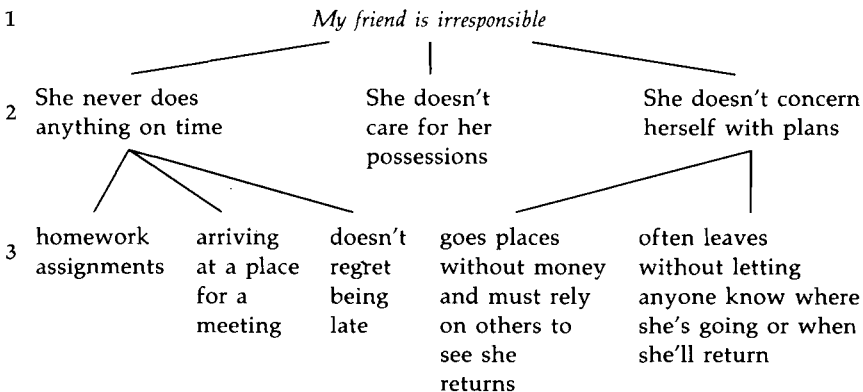 1 My friend is irresponsible
2 She never does
anything on time
She doesn't
care for her
possessions
She doesn't concern
herself with plans
3 homework
assignments
arriving
at a place
for a
meeting
doesn't
regret
being
late
goes places
without money
and must rely
on others to
see she
returns
often leaves
without letting
anyone know where
she's going or when
she'll return